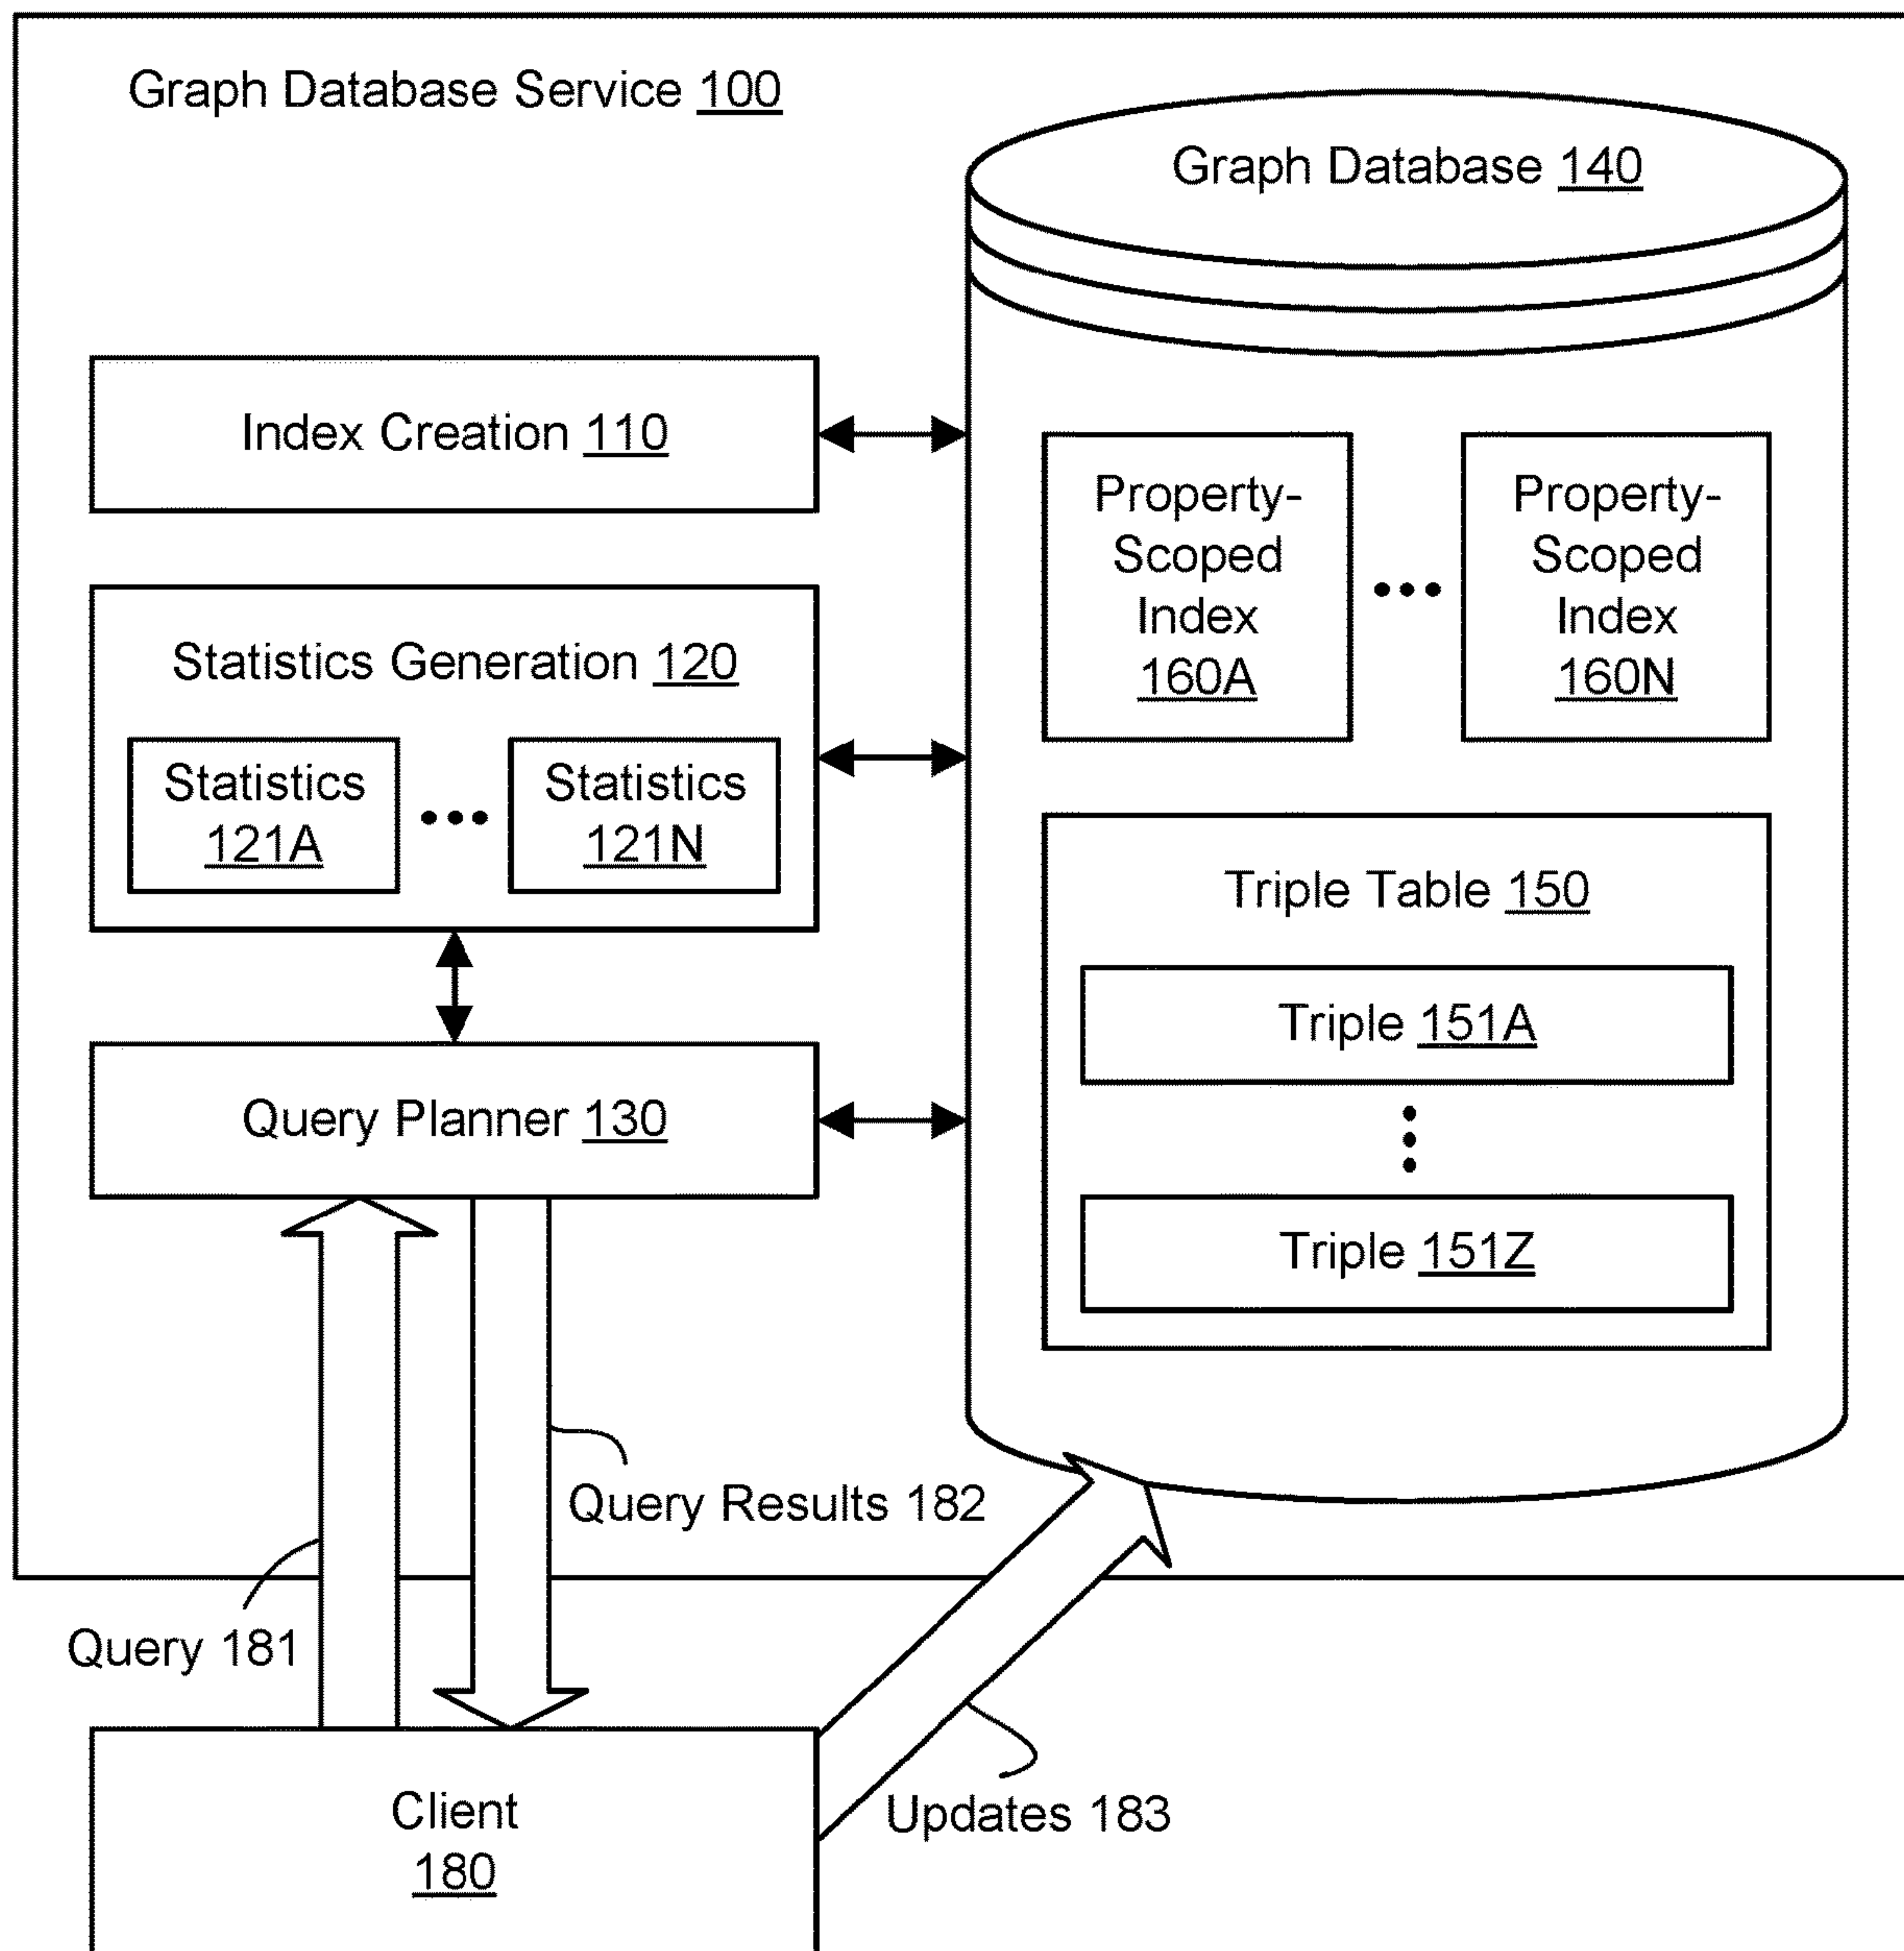 Graph Database Service 100
Graph Database 140
Index Creation 110
Property-
Scoped
Index
160A
Property-
Scoped
Index
160N
Statistics Generation 120
Statistics
121A
Statistics
121N
Triple Table 150
Triple 151A
Triple 151Z
Query Planner 130
Query Results 182
Query 181
Updates 183
Client
180